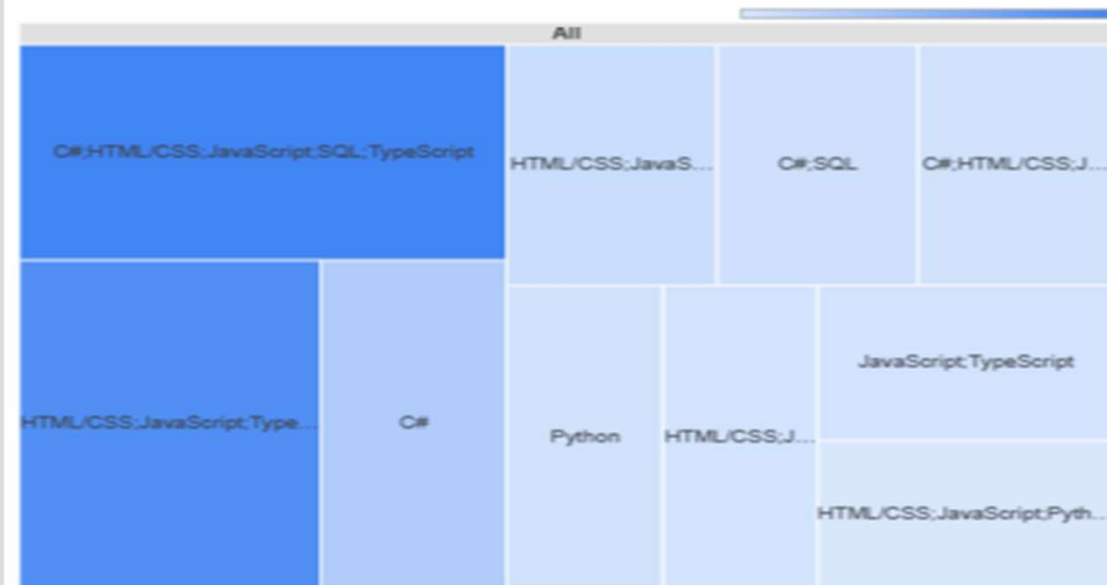 All
C#;HTML/CSS;JavaScript;SQL;TypeScript
HTML/CSS;JavaS...
C#;SQL
C#;HTML/CSS;J...
HTML/CSS;JavaScript;Type...
C#
Python
HTML/CSS;J...
JavaScript;TypeScript
HTML/CSS;JavaScript;Pyth...